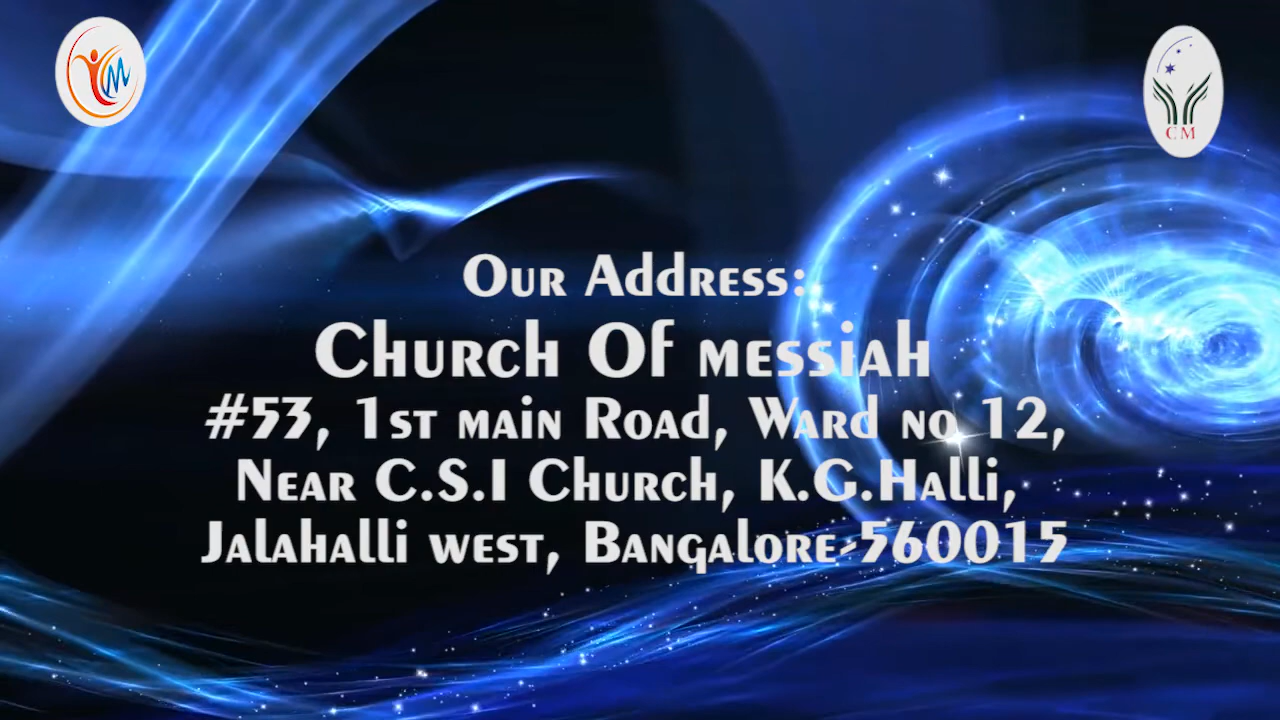 CM
Our Address:
Church Of messiah
#53, 1st main Road, Ward no 12,
Near C.S.I Church, K.G.Halli,
Jalahalli west, Bangalore-560015